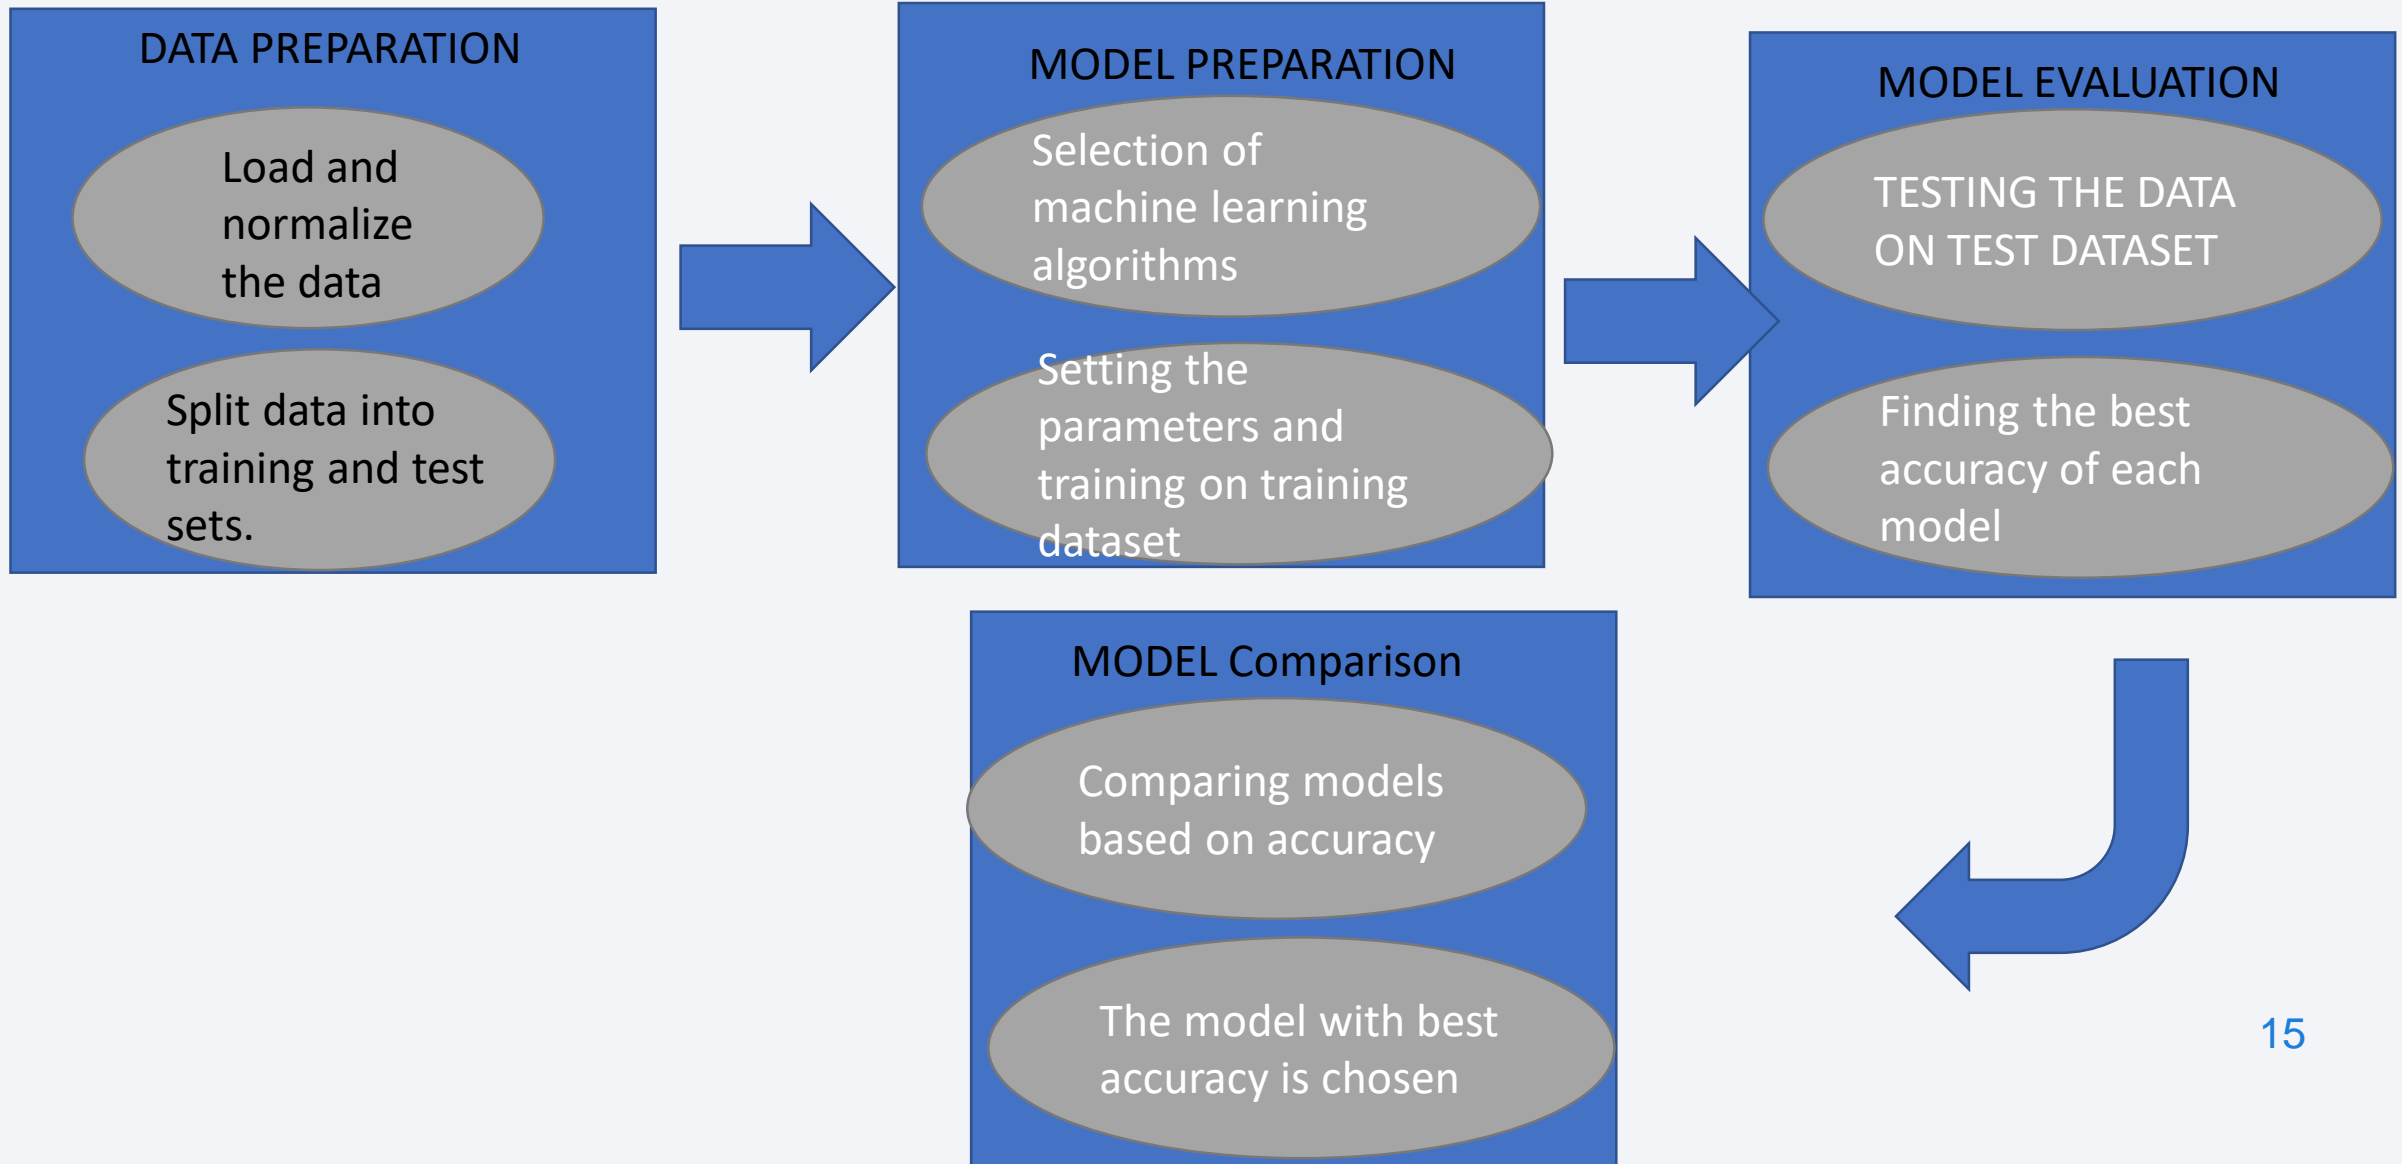 DATA PREPARATION
Load and
normalize
the data
Split data into
training and test
sets.
MODEL PREPARATION
Selection of
machine learning
algorithms
Setting the
parameters and
training on training
dataset
MODEL EVALUATION
TESTING THE DATA
ON TEST DATASET
Finding the best
accuracy of each
model
MODEL Comparison
Comparing models
based on accuracy
The model with best
accuracy is chosen
15